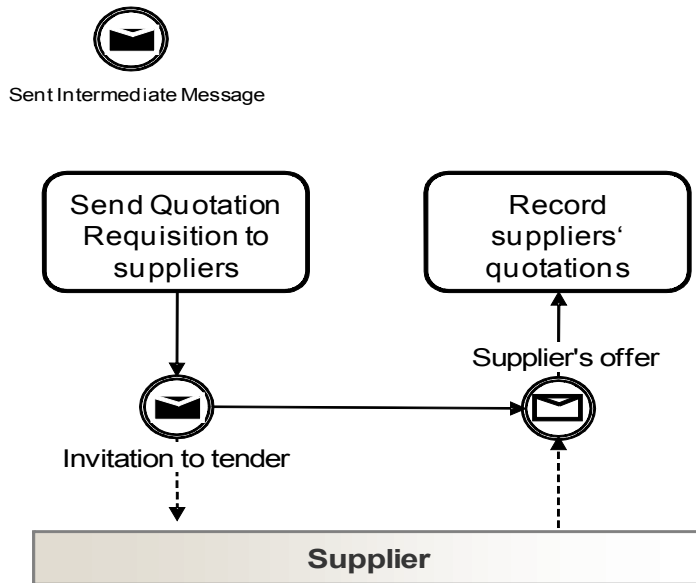 Sent Intermediate Message
Send Quotation
Requisition to
suppliers
Record
suppliers‘
quotations
Supplier's offer
Invitation to tender
Supplier